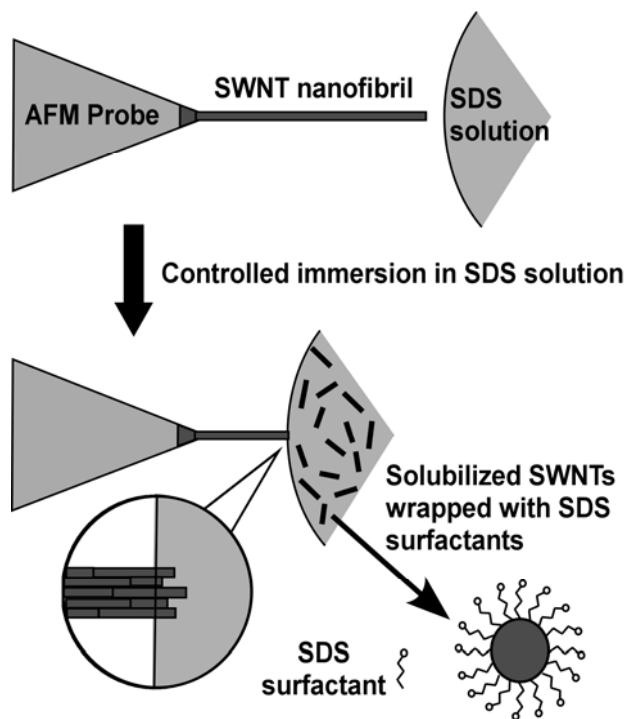 SWNT nanofibril
AFM Probe
SDS
solution
Controlled immersion in SDS solution
Solubilized SWNTs
wrapped with SDS
surfactants
SDS
surfactant